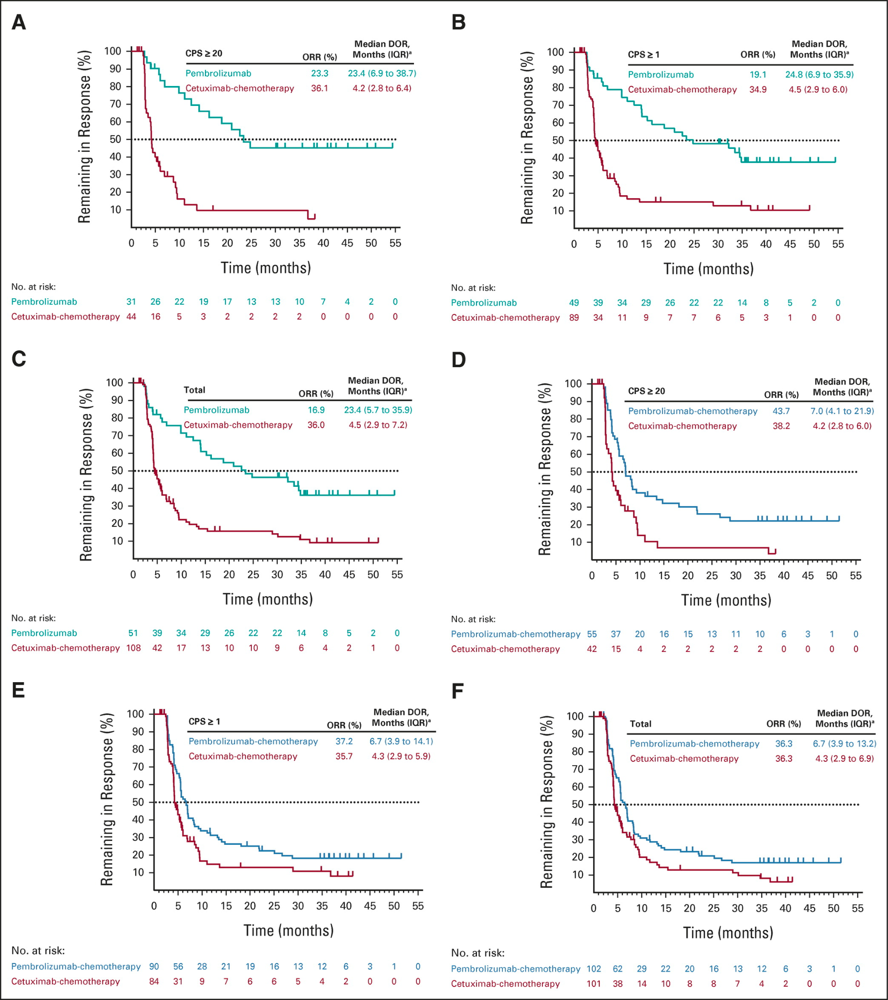 A
Remaining in Response (%)
100
90
80
70
60
50
40
30
20
10
CPS ≥ 20 ORR (%) Median DOR, Months (IQR)a
Pembrolizumab 23.3 23.4 (6.9 to 38.7)
Cetuximab-chemotherapy 36.1 4.2 (2.8 to 6.4)
0 5 10 15 20 25 30 35 40 45 50 55
Time (months)
No. at risk:
Pembrolizumab 31 26 22 19 17 13 13 10 7 4 2 0
Cetuximab-chemotherapy 44 16 5 3 2 2 2 2 0 0 0 0
B
Remaining in Response (%)
100
90
80
70
60
50
40
30
20
10
CPS ≥ 1 ORR (%) Median DOR, Months (IQR)a
Pembrolizumab 19.1 24.8 (6.9 to 35.9)
Cetuximab-chemotherapy 34.9 4.5 (2.9 to 6.0)
0 5 10 15 20 25 30 35 40 45 50 55
Time (months)
No. at risk:
Pembrolizumab 49 39 34 29 26 22 22 14 8 5 2 0
Cetuximab-chemotherapy 89 34 11 9 7 7 6 5 3 1 0 0
C
Remaining in Response (%)
100
90
80
70
60
50
40
30
20
10
Total ORR (%) Median DOR, Months (IQR)a
Pembrolizumab 16.9 23.4 (5.7 to 35.9)
Cetuximab-chemotherapy 36.0 4.5 (2.9 to 7.2)
0 5 10 15 20 25 30 35 40 45 50 55
Time (months)
No. at risk:
Pembrolizumab 51 39 34 29 26 22 22 14 8 5 2 0
Cetuximab-chemotherapy 108 42 17 13 10 10 9 6 4 2 1 0
D
Remaining in Response (%)
100
90
80
70
60
50
40
30
20
10
CPS ≥ 20 ORR (%) Median DOR, Months (IQR)a
Pembrolizumab-chemotherapy 43.7 7.0 (4.1 to 21.9)
Cetuximab-chemotherapy 38.2 4.2 (2.8 to 6.0)
0 5 10 15 20 25 30 35 40 45 50 55
Time (months)
No. at risk:
Pembrolizumab-chemotherapy 55 37 20 16 15 13 11 10 6 3 1 0
Cetuximab-chemotherapy 42 15 4 2 2 2 2 2 0 0 0 0
E
Remaining in Response (%)
100
90
80
70
60
50
40
30
20
10
CPS ≥ 1 ORR (%) Median DOR, Months (IQR)a
Pembrolizumab-chemotherapy 37.2 6.7 (3.9 to 14.1)
Cetuximab-chemotherapy 35.7 4.3 (2.9 to 5.9)
0 5 10 15 20 25 30 35 40 45 50 55
Time (months)
No. at risk:
Pembrolizumab-chemotherapy 90 56 28 21 19 16 13 12 6 3 1 0
Cetuximab-chemotherapy 84 31 9 7 6 6 5 4 2 0 0 0
F
Remaining in Response (%)
100
90
80
70
60
50
40
30
20
10
Total ORR (%) Median DOR, Months (IQR)a
Pembrolizumab-chemotherapy 36.3 6.7 (3.9 to 13.2)
Cetuximab-chemotherapy 36.3 4.3 (2.9 to 6.9)
0 5 10 15 20 25 30 35 40 45 50 55
Time (months)
No. at risk:
Pembrolizumab-chemotherapy 102 62 29 22 20 16 13 12 6 3 1 0
Cetuximab-chemotherapy 101 38 14 10 8 8 7 4 2 0 0 0